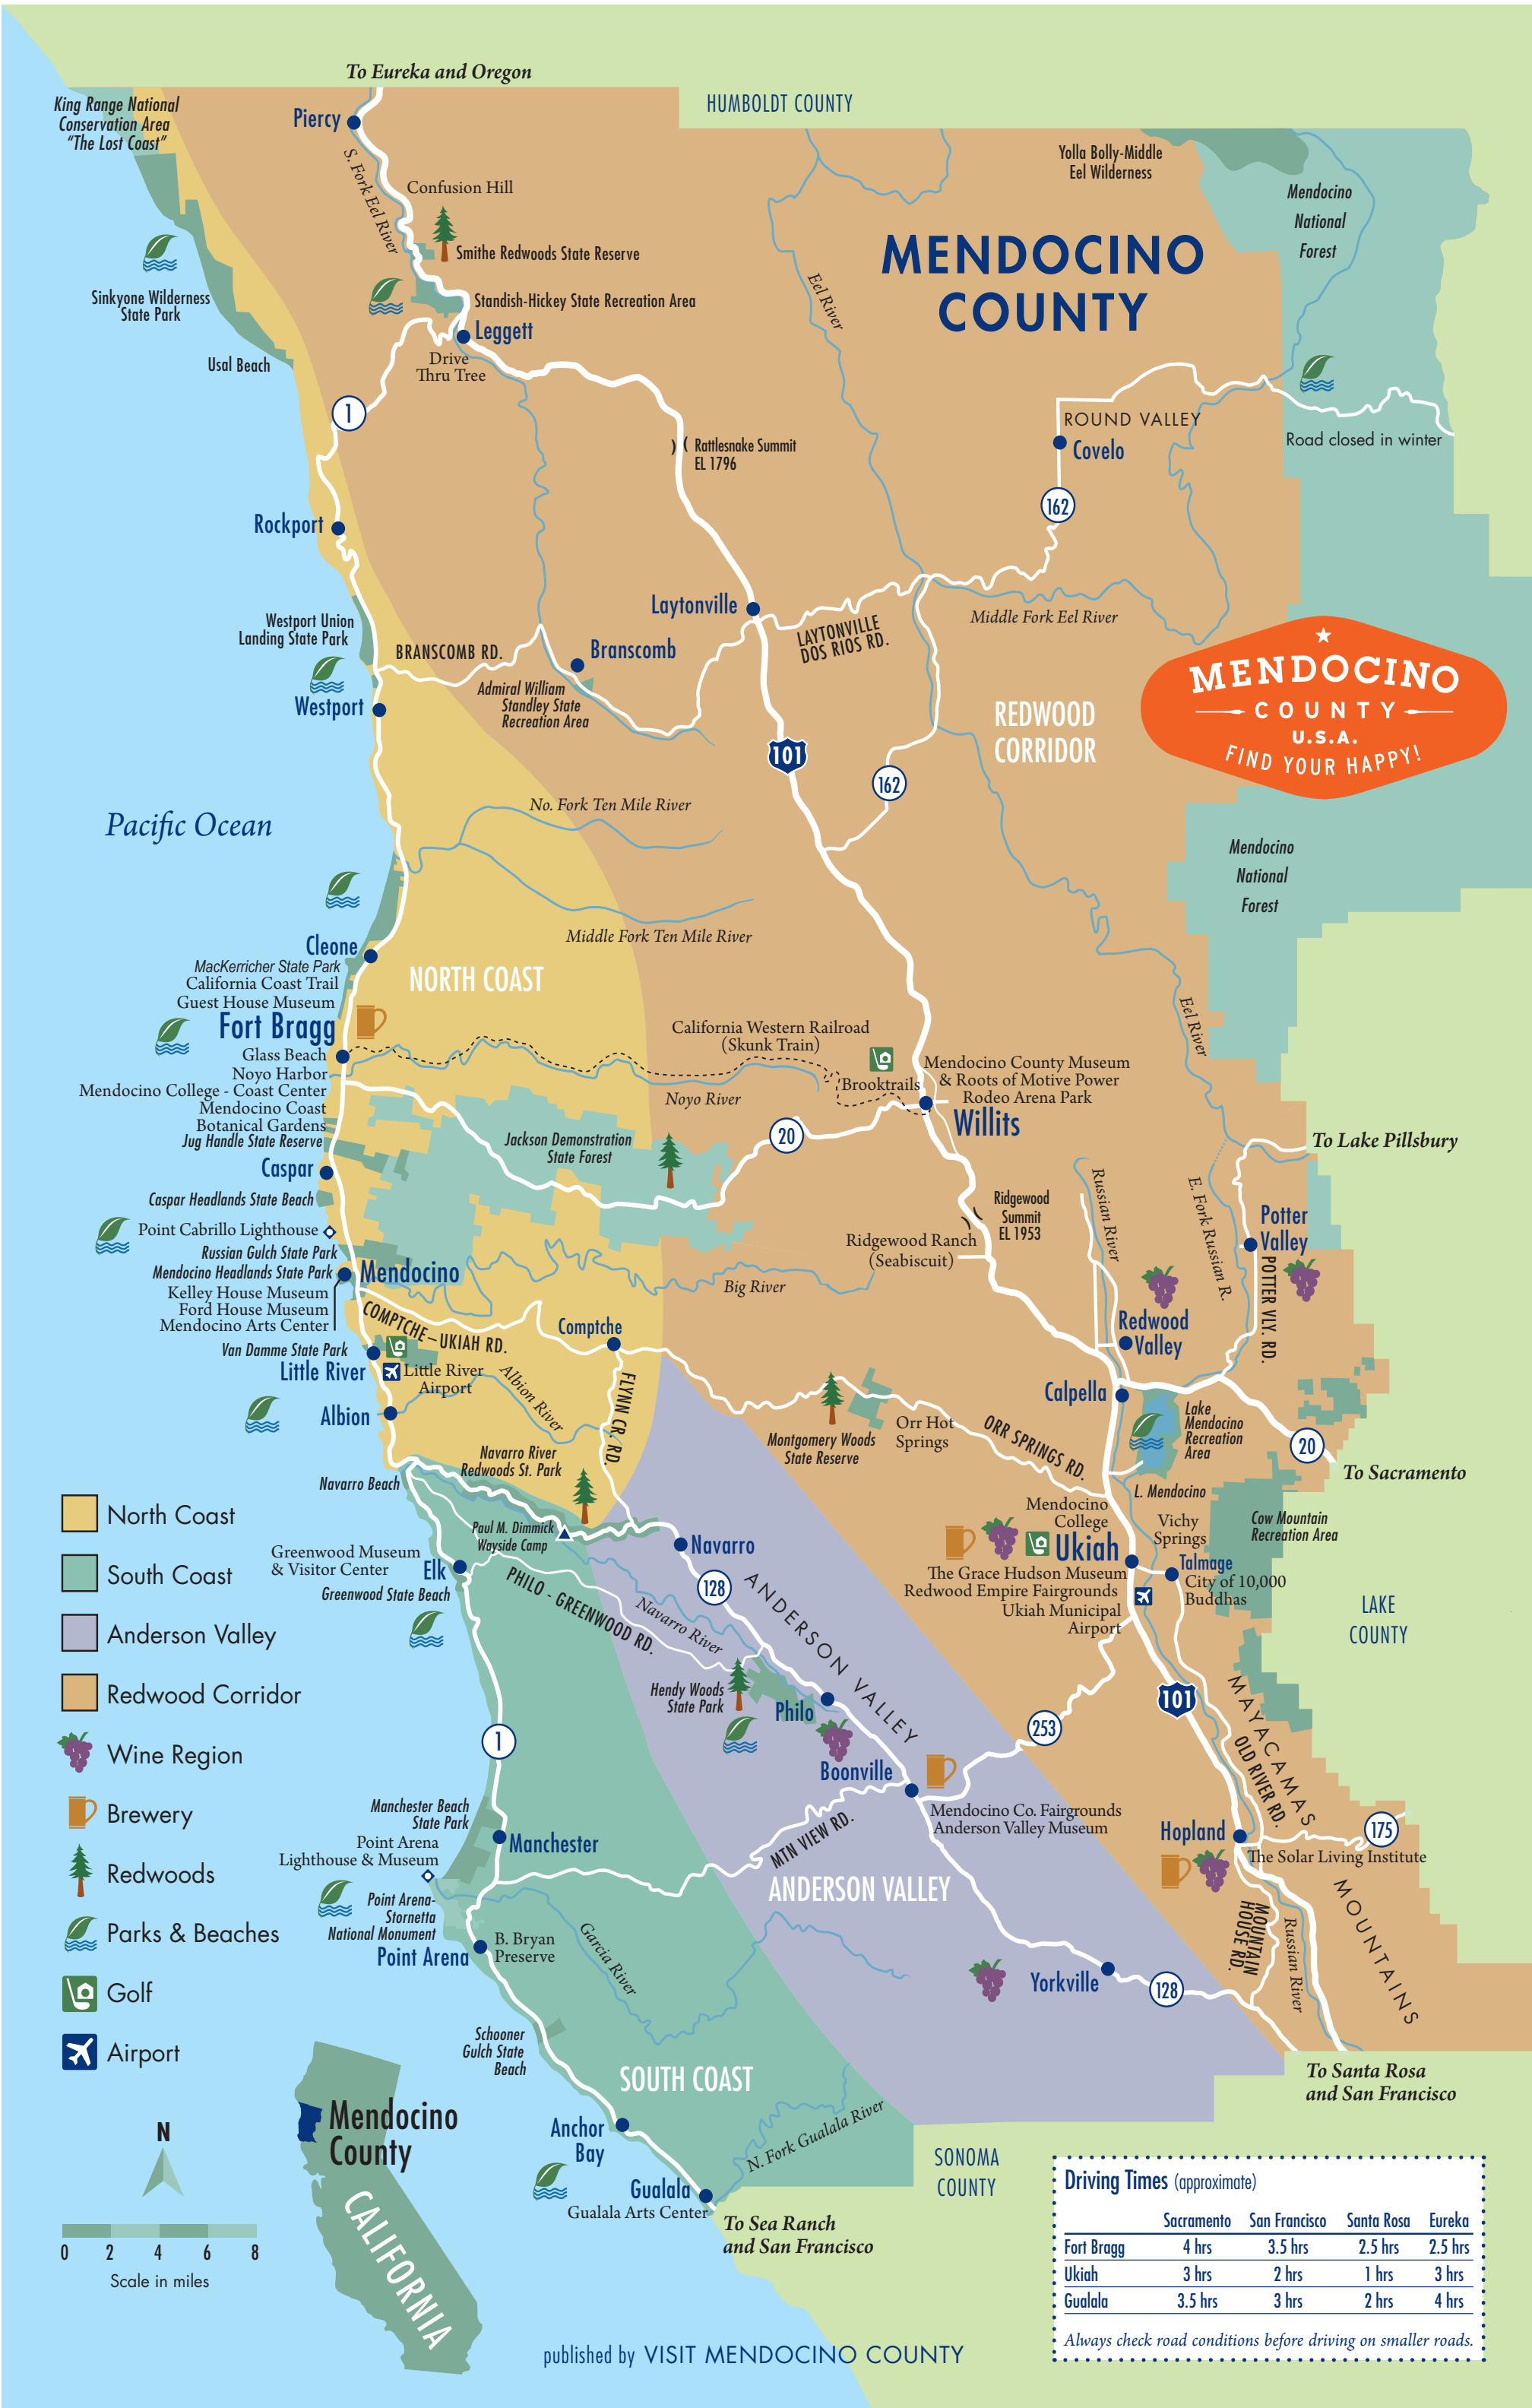 To Eureka and Oregon
HUMBOLDT COUNTY
King Range National
Conservation Area
“The Lost Coast”
Piercy
S. Fork Eel River
Confusion Hill
Smithe Redwoods State Reserve
Standish-Hickey State Recreation Area
Leggett
Drive
Thru Tree
Sinkyone Wilderness
State Park
Usal Beach
1
Yolla Bolly-Middle
Eel Wilderness
Mendocino
National
Forest
MENDOCINO
COUNTY
Eel River
Rattlesnake Summit
EL 1796
ROUND VALLEY
Covelo
162
Road closed in winter
Rockport
Laytonville
LAYTONVILLE
DOS RIOS RD.
Middle Fork Eel River
Westport Union
Landing State Park
BRANSCOMB RD.
Branscomb
Admiral William
Standley State
Recreation Area
Westport
101
162
REDWOOD
CORRIDOR
MENDOCINO
COUNTY
U.S.A.
FIND YOUR HAPPY!
Pacific Ocean
No. Fork Ten Mile River
Middle Fork Ten Mile River
Mendocino
National
Forest
Cleone
MacKerricher State Park
California Coast Trail
Guest House Museum
Fort Bragg
Glass Beach
Noyo Harbor
Mendocino College - Coast Center
Mendocino Coast
Botanical Gardens
Jug Handle State Reserve
NORTH COAST
California Western Railroad
(Skunk Train)
Noyo River
Brooktrails
Mendocino County Museum
& Roots of Motive Power
Rodeo Arena Park
Willits
Eel River
20
Jackson Demonstration
State Forest
To Lake Pillsbury
Caspar
Caspar Headlands State Beach
Point Cabrillo Lighthouse
Russian Gulch State Park
Mendocino Headlands State Park
Mendocino
Kelley House Museum
Ford House Museum
Mendocino Arts Center
Ridgewood
Summit
EL 1953
Ridgewood Ranch
(Seabiscuit)
Russian River
E. Fork Russian R.
Potter
Valley
POTTER VLY. RD.
Big River
COMPTCHE–UKIAH RD.
Comptche
Redwood
Valley
Van Damme State Park
Little River
Little River
Airport
Albion River
FLYNN CR. RD
Albion
Calpella
Lake
Mendocino
Recreation
Area
20
To Sacramento
Montgomery Woods
State Reserve
Orr Hot
Springs
ORR SPRINGS RD.
L. Mendocino
Navarro River
Redwoods St. Park
Navarro Beach
Paul M. Dimmick
Wayside Camp
Navarro
128
Mendocino
College
Vichy
Springs
Cow Mountain
Recreation Area
Ukiah
Talmage
City of 10,000
Buddhas
The Grace Hudson Museum
Redwood Empire Fairgrounds
Ukiah Municipal
Airport
LAKE
COUNTY
Greenwood Museum
& Visitor Center
Elk
Greenwood State Beach
PHILO - GREENWOOD RD.
Navarro River
ANDERSON VALLEY
Hendy Woods
State Park
Philo
Boonville
253
101
MAYACAMAS
MOUNTAINS
OLD RIVER RD.
1
Manchester Beach
State Park
Point Arena
Lighthouse & Museum
Manchester
MTN VIEW RD.
Mendocino Co. Fairgrounds
Anderson Valley Museum
Hopland
175
The Solar Living Institute
Point Arena-
Stornetta
National Monument
Point Arena
B. Bryan
Preserve
Garcia River
ANDERSON VALLEY
MOUNTAIN
HOUSE RD.
Russian River
Yorkville
128
Schooner
Gulch State
Beach
SOUTH COAST
To Santa Rosa
and San Francisco
Anchor
Bay
N. Fork Gualala River
Gualala
Gualala Arts Center
To Sea Ranch
and San Francisco
SONOMA
COUNTY
North Coast
South Coast
Anderson Valley
Redwood Corridor
Wine Region
Brewery
Redwoods
Parks & Beaches
Golf
Airport
N
0 2 4 6 8
Scale in miles
Mendocino
County
CALIFORNIA
Driving Times (approximate)
Sacramento San Francisco Santa Rosa Eureka
Fort Bragg 4 hrs 3.5 hrs 2.5 hrs 2.5 hrs
Ukiah 3 hrs 2 hrs 1 hrs 3 hrs
Gualala 3.5 hrs 3 hrs 2 hrs 4 hrs
Always check road conditions before driving on smaller roads.
published by VISIT MENDOCINO COUNTY